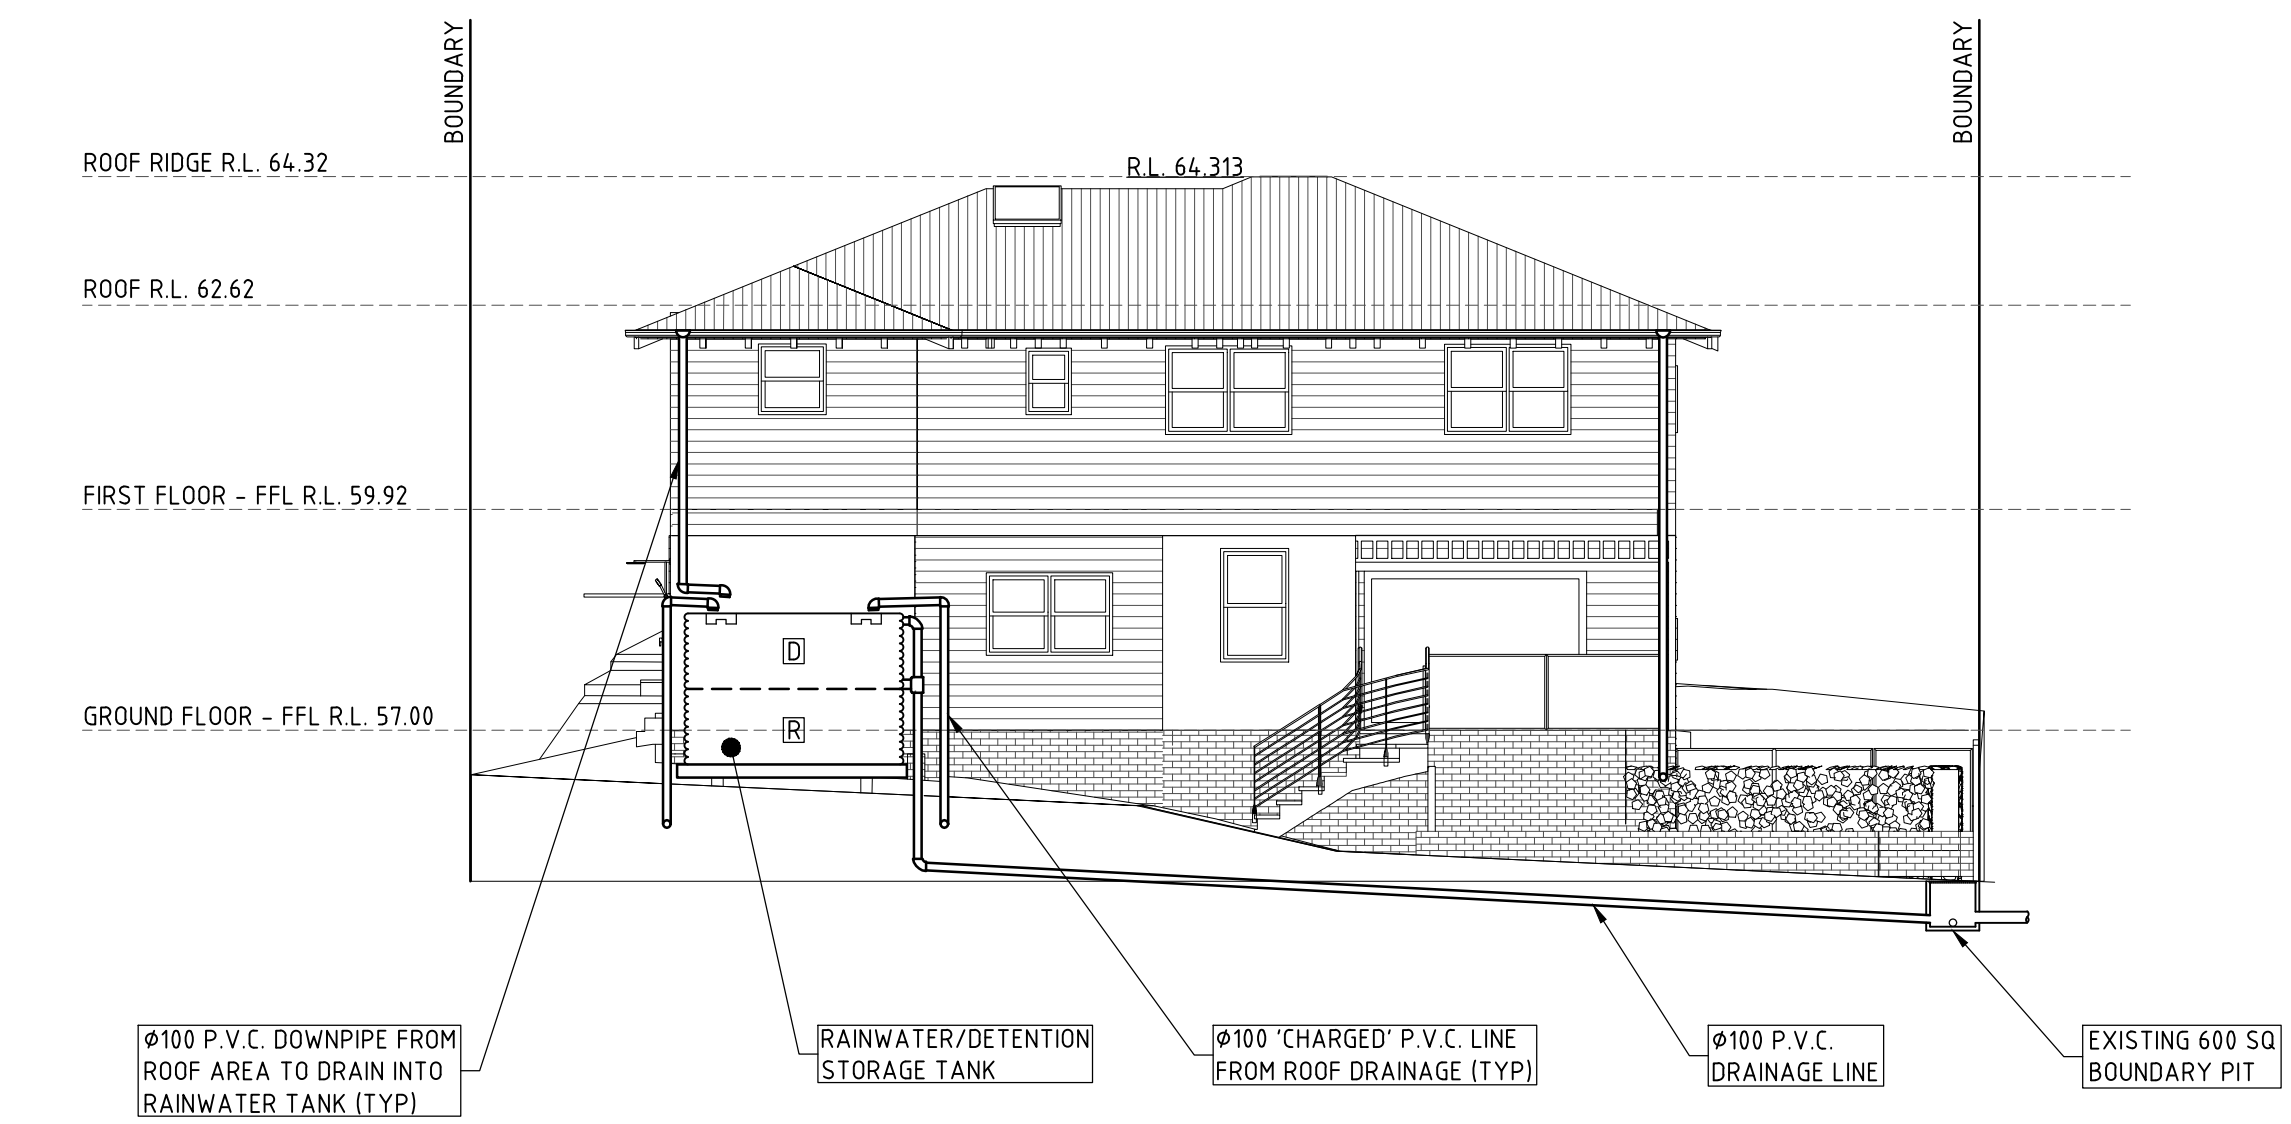 BOUNDARY
BOUNDARY
ROOF RIDGE R.L. 64.32
R.L. 64.313
ROOF R.L. 62.62
FIRST FLOOR - FFL R.L. 59.92
D
GROUND FLOOR - FFL R.L. 57.00
R
Ø100 P.V.C. DOWNPIPE FROM
ROOF AREA TO DRAIN INTO
RAINWATER TANK (TYP)
RAINWATER/DETENTION
STORAGE TANK
Ø100 'CHARGED' P.V.C. LINE
FROM ROOF DRAINAGE (TYP)
Ø100 P.V.C.
DRAINAGE LINE
EXISTING 600 SQ
BOUNDARY PIT